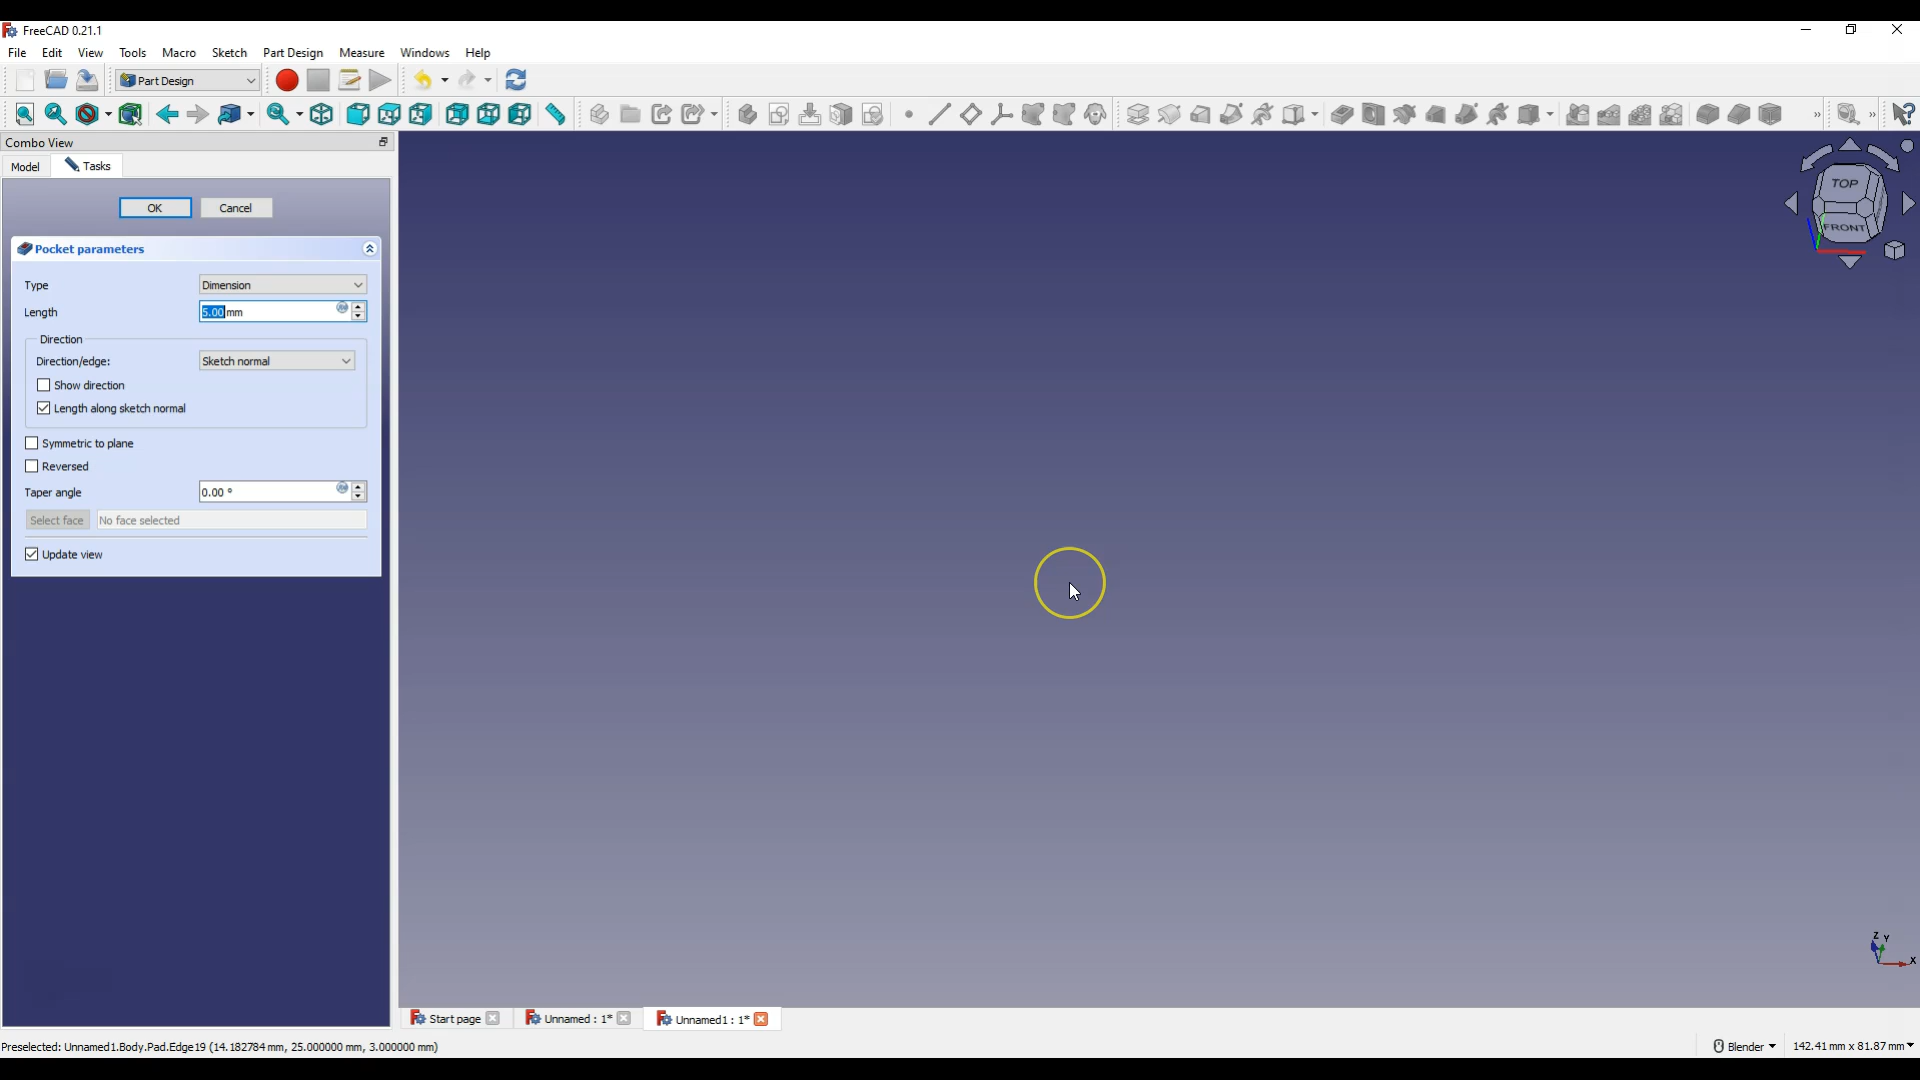 FreeCAD 0.21.1
File Edit View Tools Macro Sketch Part Design Measure Windows Help
Part Design
Combo View
Model Tasks
OK Cancel
Pocket parameters
Type Dimension
Length 5.00 mm
Direction
Direction/edge: Sketch normal
Show direction
Length along sketch normal
Symmetric to plane
Reversed
Taper angle 0.00 °
Select face No face selected
Update view
TOP
FRONT
Z Y
X
Start page Unnamed : 1* Unnamed1 : 1*
Preselected: Unnamed1.Body.Pad.Edge19 (14.182784 mm, 25.000000 mm, 3.000000 mm) Blender 142.41 mm x 81.87 mm